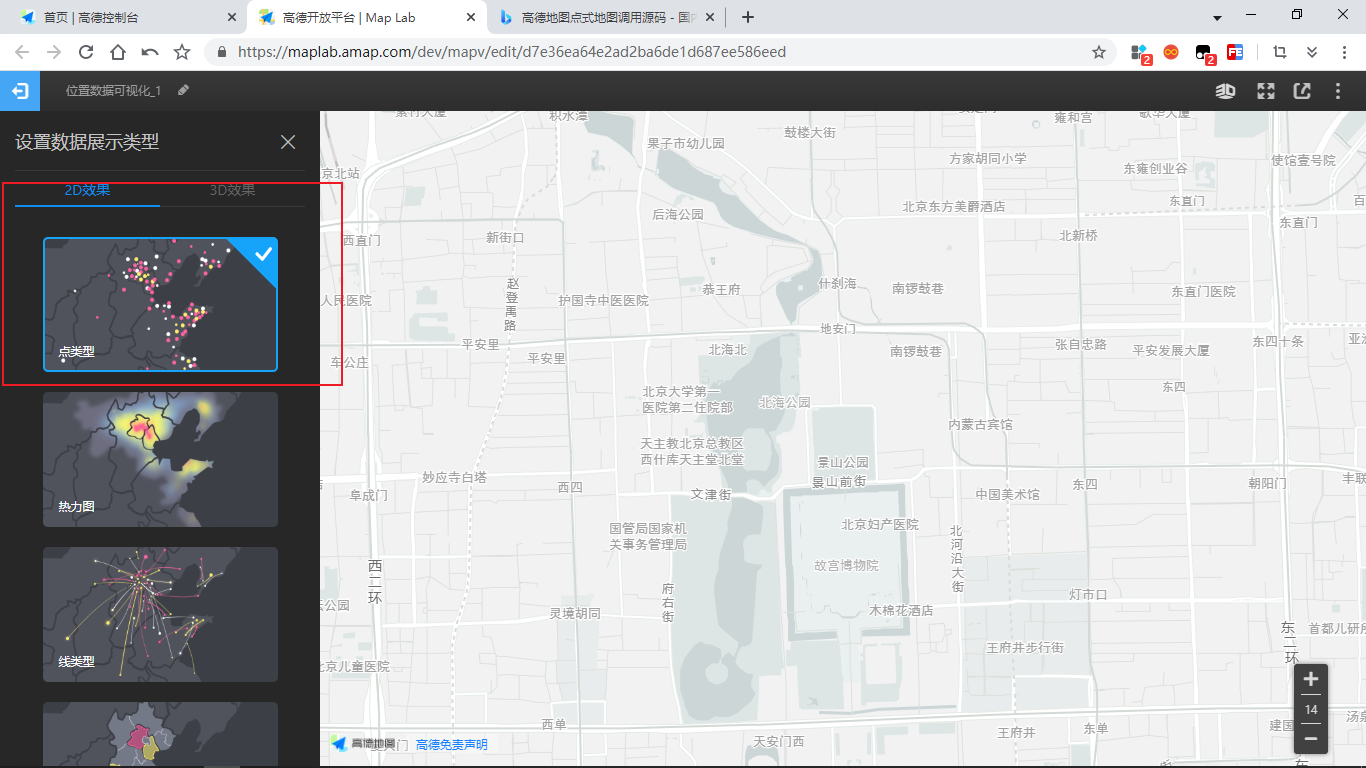 首页 | 高德控制台
高德开放平台 | Map Lab
高德地图点式地图调用源码 - 国内
https://maplab.amap.com/dev/mapv/edit/d7e36ea64e2ad2ba6de1d687ee586eed
2
2
位置数据可视化_1
3D
设置数据展示类型
2D效果
3D效果
点类型
热力图
线类型
积水潭
鼓楼大街
雍和宫
果子市幼儿园
方家胡同小学
使馆壹号院
京北站
东雍创业谷
后海公园
北京东方美爵酒店
东直门
东直门
西直门
新街口
北新桥
赵登禹路
人民医院
护国寺中医医院
恭王府
什刹海
南锣鼓巷
东直门医院
地安门
平安里
平安里
车公庄
北海北
南锣鼓巷
张自忠路
平安发展大厦
东四十条
东四
北京大学第一
医院第二住院部
北海公园
内蒙古宾馆
天主教北京总教区
西什库天主堂北堂
景山公园
景山前街
妙应寺白塔
阜成门
西四
文津街
中国美术馆
东四
朝阳门
丰联
国管局国家机
关事务管理局
北京妇产医院
北河沿大街
故宫博物院
西二环
府右街
灵境胡同
木棉花酒店
灯市口
王府井步行街
东二环
首都儿研所
北京儿童医院
西单
天安门西
王府井
东单
建国
高德地图
高德免责声明
+
14
−